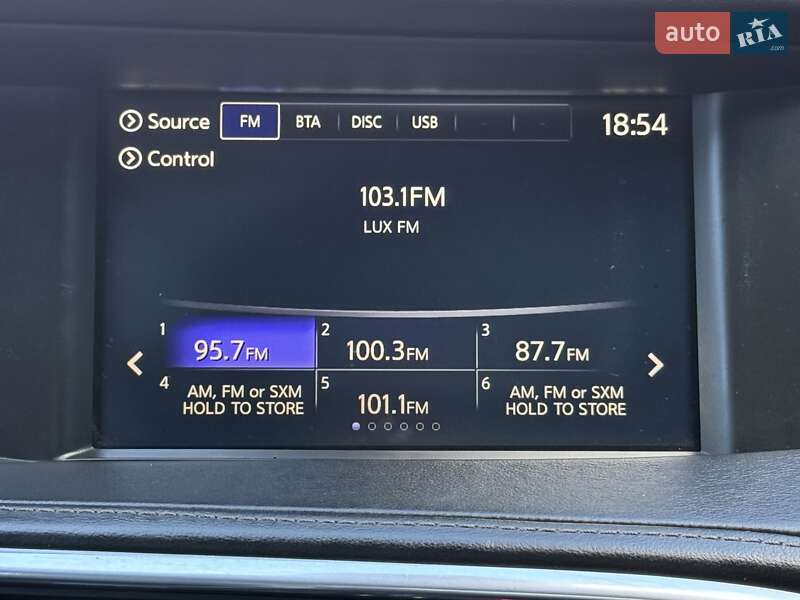 auto RIA.com
Source FM BTA DISC USB - - 18:54
Control
103.1FM
LUX FM
1 95.7FM 2 100.3FM 3 87.7FM
4 AM, FM or SXM
HOLD TO STORE
5 101.1FM
6 AM, FM or SXM
HOLD TO STORE